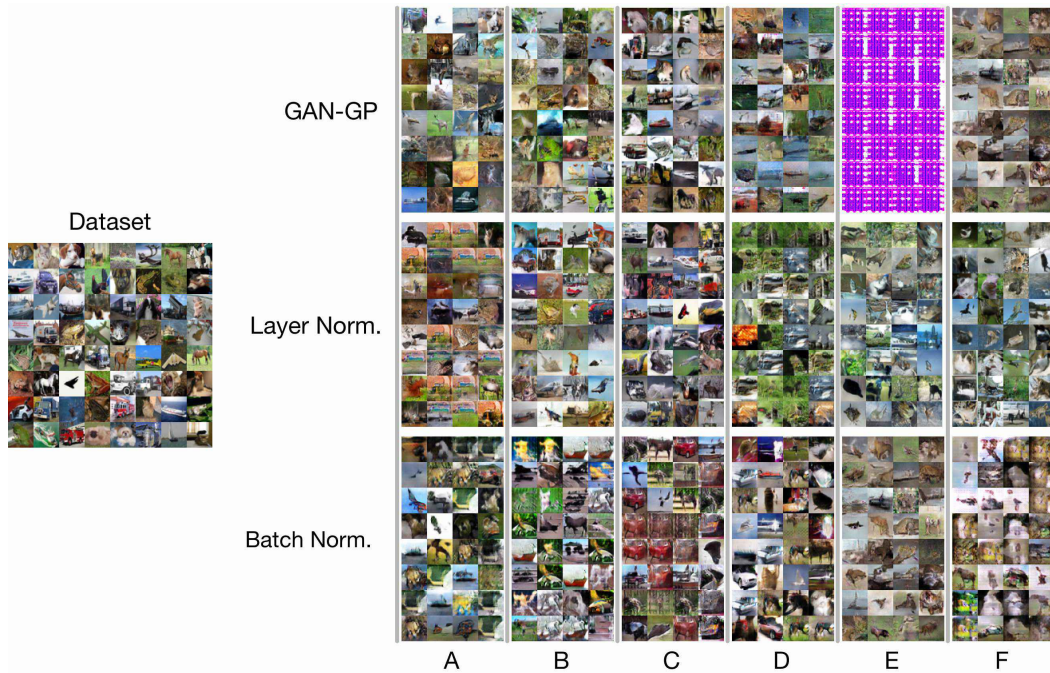 GAN-GP
Dataset
Layer Norm.
Batch Norm.
A B C D E F